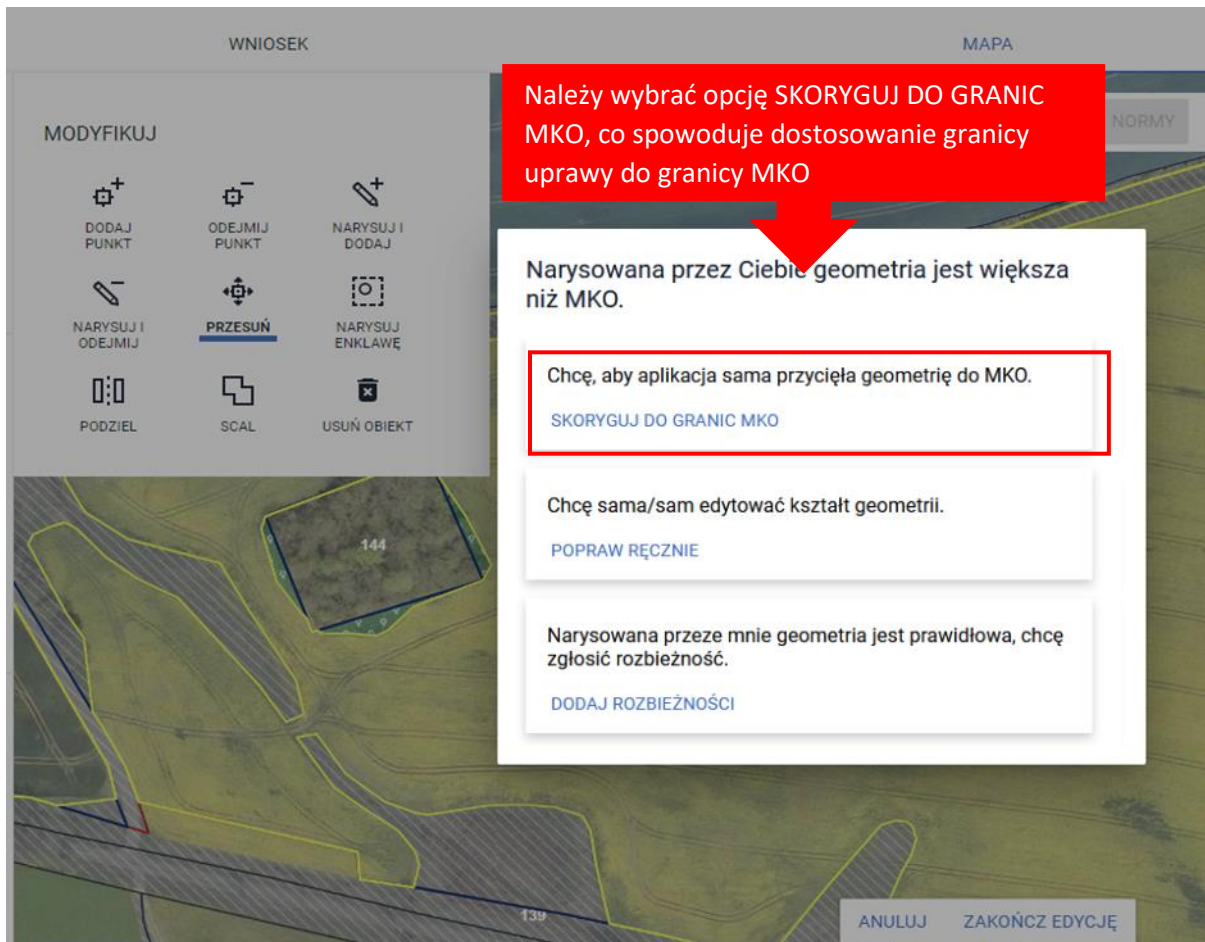 WNIOSEK
MAPA
Należy wybrać opcję SKORYGUJ DO GRANIC
MKO, co spowoduje dostosowanie granicy
uprawy do granicy MKO
NORMY
MODYFIKUJ
DODAJ
PUNKT
ODEJMIJ
PUNKT
NARYSUJ I
DODAJ
NARYSUJ I
ODEJMIJ
PRZESUŃ
NARYSUJ
ENKLAWĘ
PODZIEL
SCAL
USUŃ OBIEKT
Narysowana przez Ciebie geometria jest większa
niż MKO.
Chcę, aby aplikacja sama przycięła geometrię do MKO.
SKORYGUJ DO GRANIC MKO
Chcę sama/sam edytować kształt geometrii.
POPRAW RĘCZNIE
Narysowana przeze mnie geometria jest prawidłowa, chcę
zgłosić rozbieżność.
DODAJ ROZBIEŻNOŚCI
144
139
ANULUJ
ZAKOŃCZ EDYCJĘ